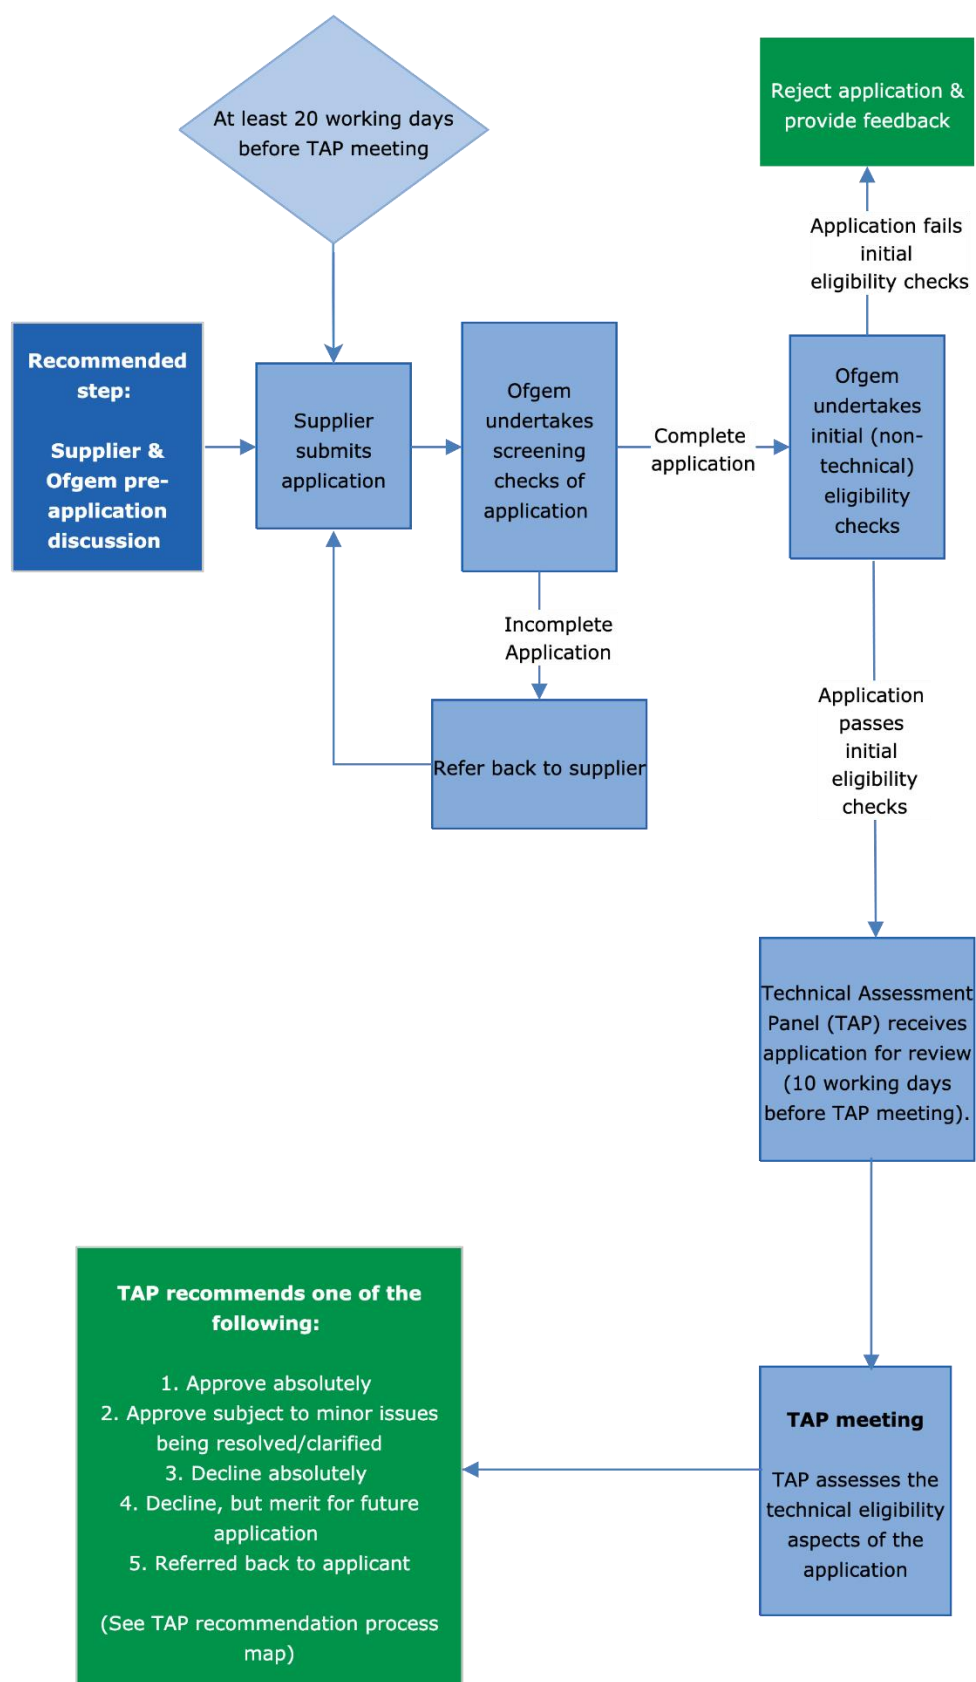 At least 20 working days
before TAP meeting
Reject application &
provide feedback
Application fails
initial
eligibility checks
Recommended
step:
Supplier &
Ofgem pre-
application
discussion
Supplier
submits
application
Ofgem
undertakes
screening
checks of
application
Complete
application
Ofgem
undertakes
initial (non-
technical)
eligibility
checks
Incomplete
Application
Refer back to supplier
Application
passes
initial
eligibility
checks
Technical Assessment
Panel (TAP) receives
application for review
(10 working days
before TAP meeting).
TAP meeting
TAP assesses the
technical eligibility
aspects of the
application
TAP recommends one of the
following:
1. Approve absolutely
2. Approve subject to minor issues
being resolved/clarified
3. Decline absolutely
4. Decline, but merit for future
application
5. Referred back to applicant
(See TAP recommendation process
map)